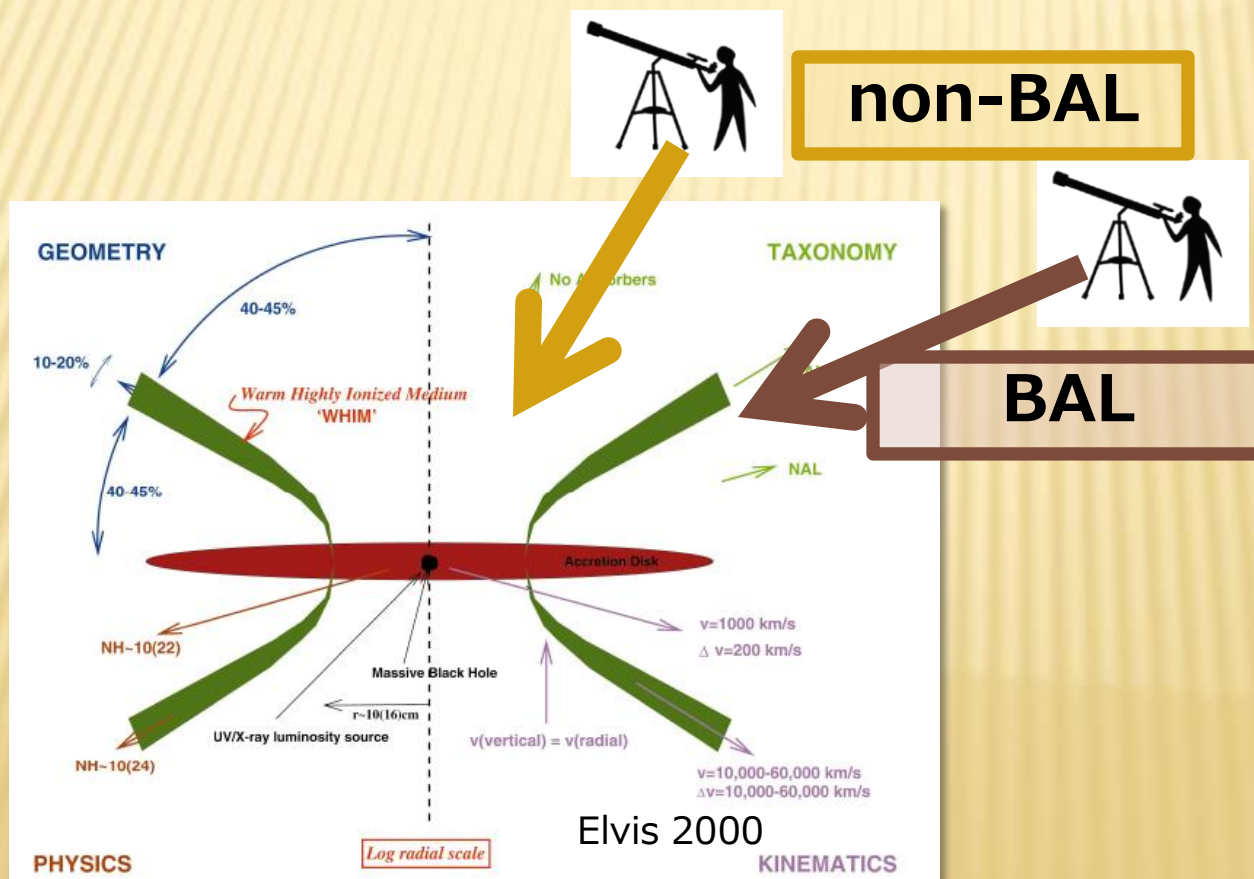 non-BAL
BAL
GEOMETRY
TAXONOMY
No A rbers
40-45%
10-20%
Warm Highly Ionized Medium
‘WHIM’
NAL
40-45%
Accretion Disk
v=1000 km/s
Δ v=200 km/s
NH~10(22)
Massive Black Hole
r~10(16)cm
UV/X-ray luminosity source
v(vertical) = v(radial)
NH~10(24)
v=10,000-60,000 km/s
Δv=10,000-60,000 km/s
Elvis 2000
PHYSICS
Log radial scale
KINEMATICS